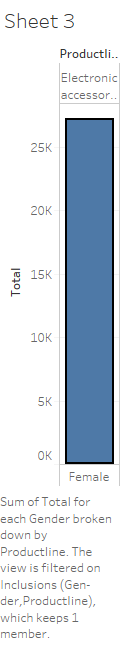 Sheet 3
Productli..
Electronic
accessor..
25K
20K
15K
10K
5K
0K
Total
Female
Sum of Total for
each Gender broken
down by
Productline. The
view is filtered on
Inclusions (Gen-
der,Productline),
which keeps 1
member.